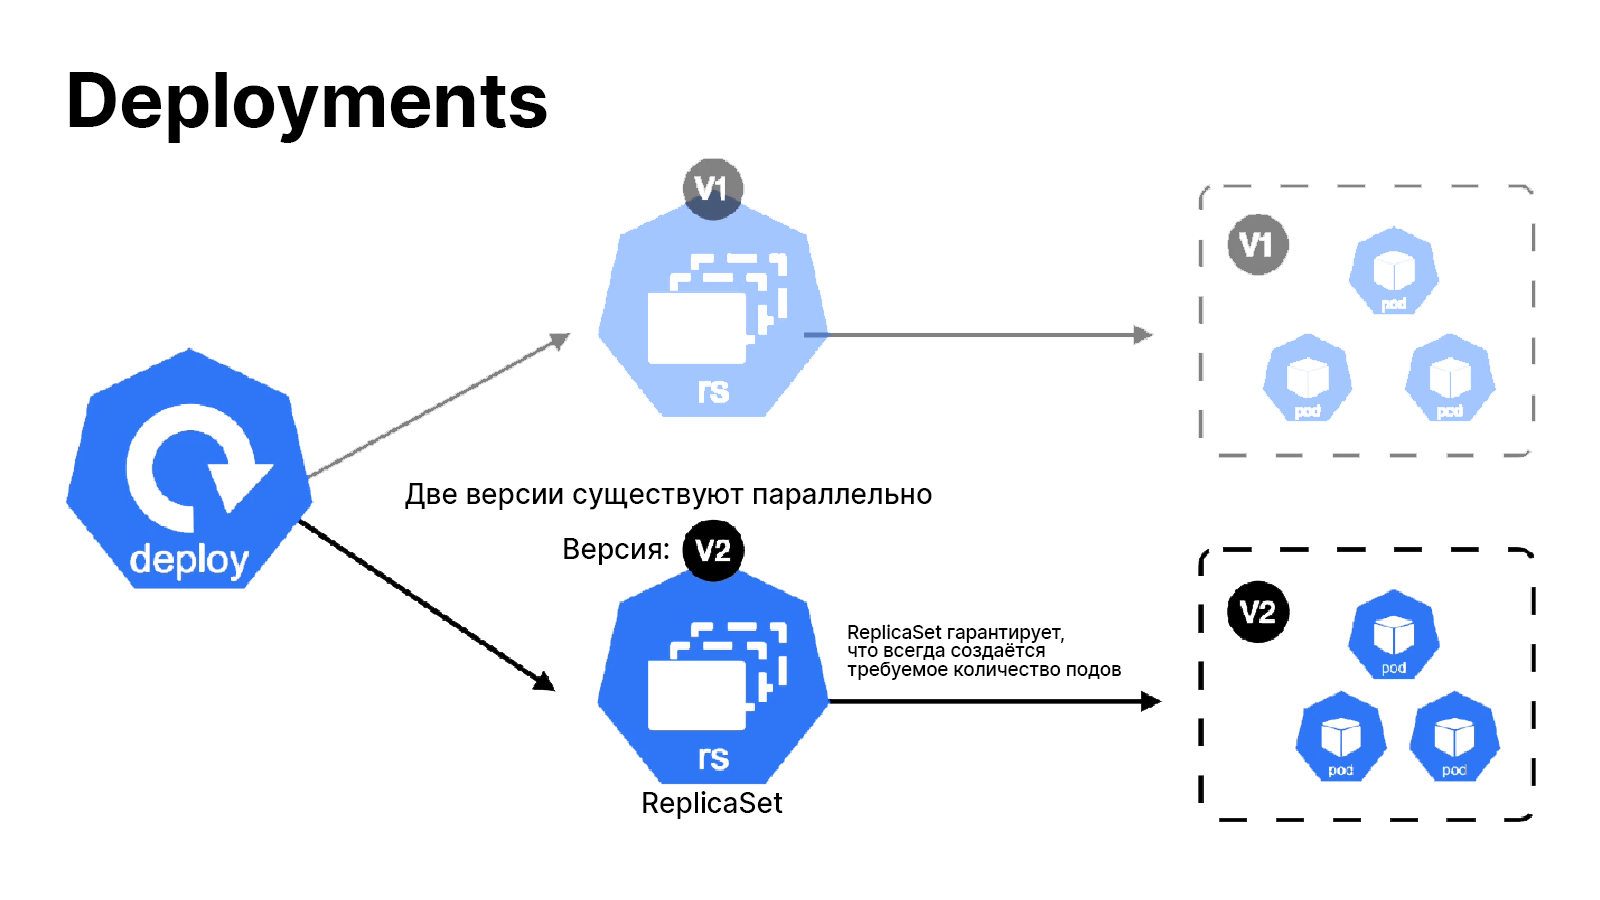 Deployments
V1
rs
V1
pod
pod
pod
deploy
Две версии существуют параллельно
Версия: V2
rs
ReplicaSet
ReplicaSet гарантирует,
что всегда создаётся
требуемое количество подов
V2
pod
pod
pod